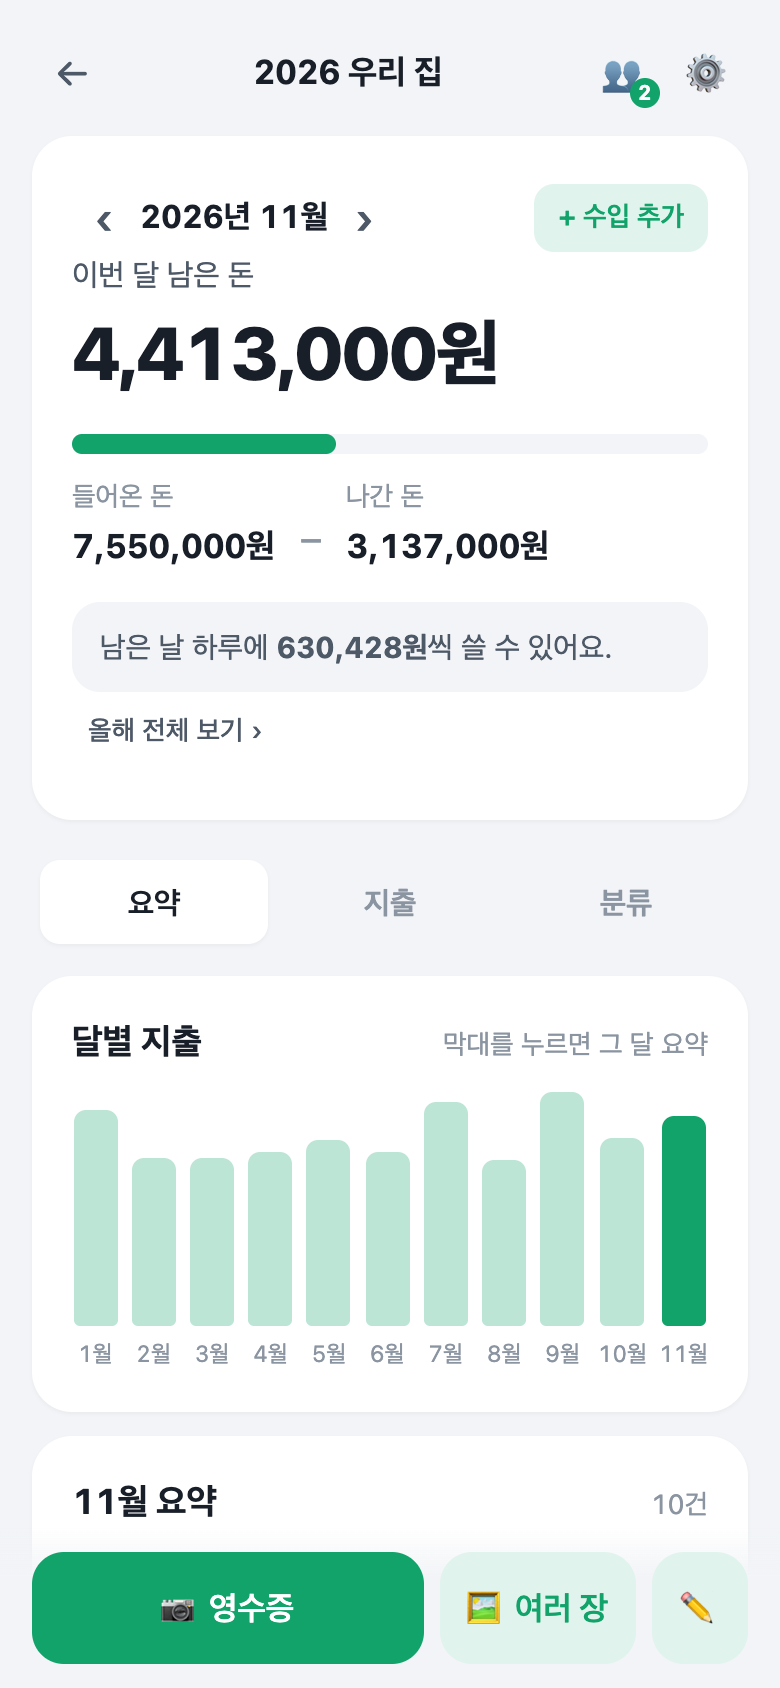 2026 우리 집
2
2026년 11월
+ 수입 추가
이번 달 남은 돈
4,413,000원
들어온 돈
나간 돈
7,550,000원 – 3,137,000원
남은 날 하루에 630,428원씩 쓸 수 있어요.
올해 전체 보기 ›
요약
지출
분류
달별 지출
막대를 누르면 그 달 요약
1월 2월 3월 4월 5월 6월 7월 8월 9월 10월 11월
11월 요약
10건
영수증
여러 장